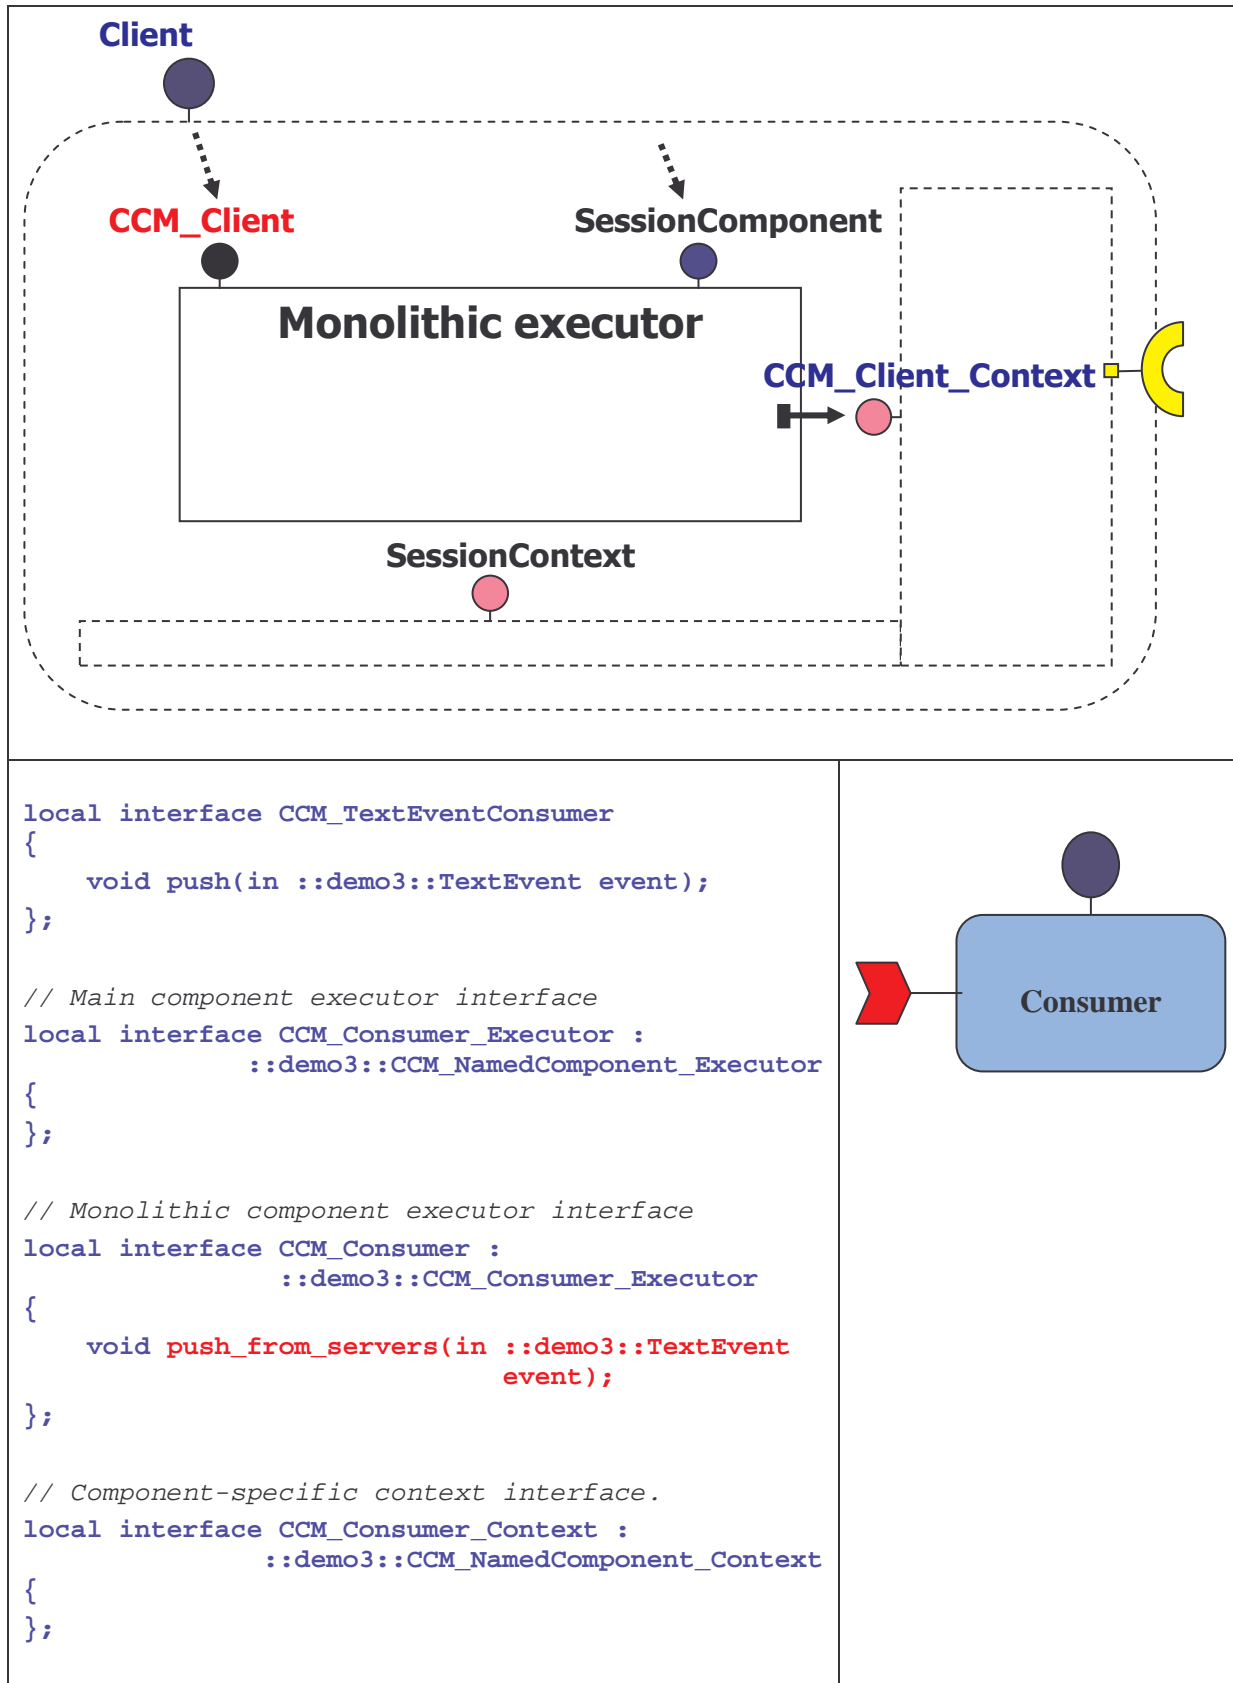 Client
CCM_Client
SessionComponent
Monolithic executor
CCM_Client_Context
SessionContext
local interface CCM_TextEventConsumer
{
void push(in ::demo3::TextEvent event);
};
// Main component executor interface
local interface CCM_Consumer_Executor :
::demo3::CCM_NamedComponent_Executor
{
};
// Monolithic component executor interface
local interface CCM_Consumer :
::demo3::CCM_Consumer_Executor
{
void push_from_servers(in ::demo3::TextEvent
event);
};
// Component-specific context interface.
local interface CCM_Consumer_Context :
::demo3::CCM_NamedComponent_Context
{
};
Consumer